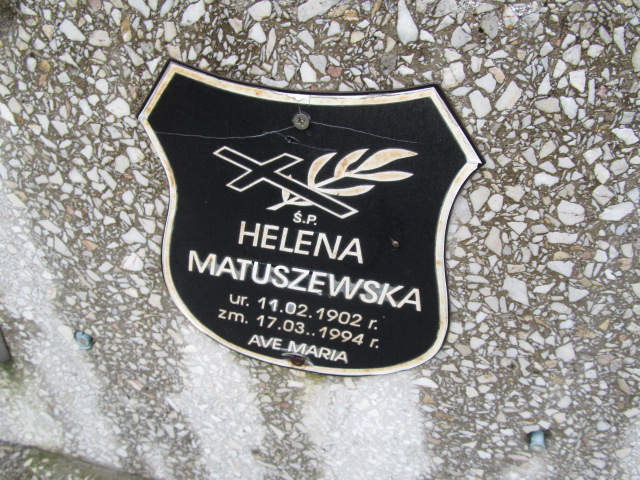 Ś.P.
HELENA
MATUSZEWSKA
ur. 11.02.1902 r.
zm. 17.03..1994 r.
AVE MARIA